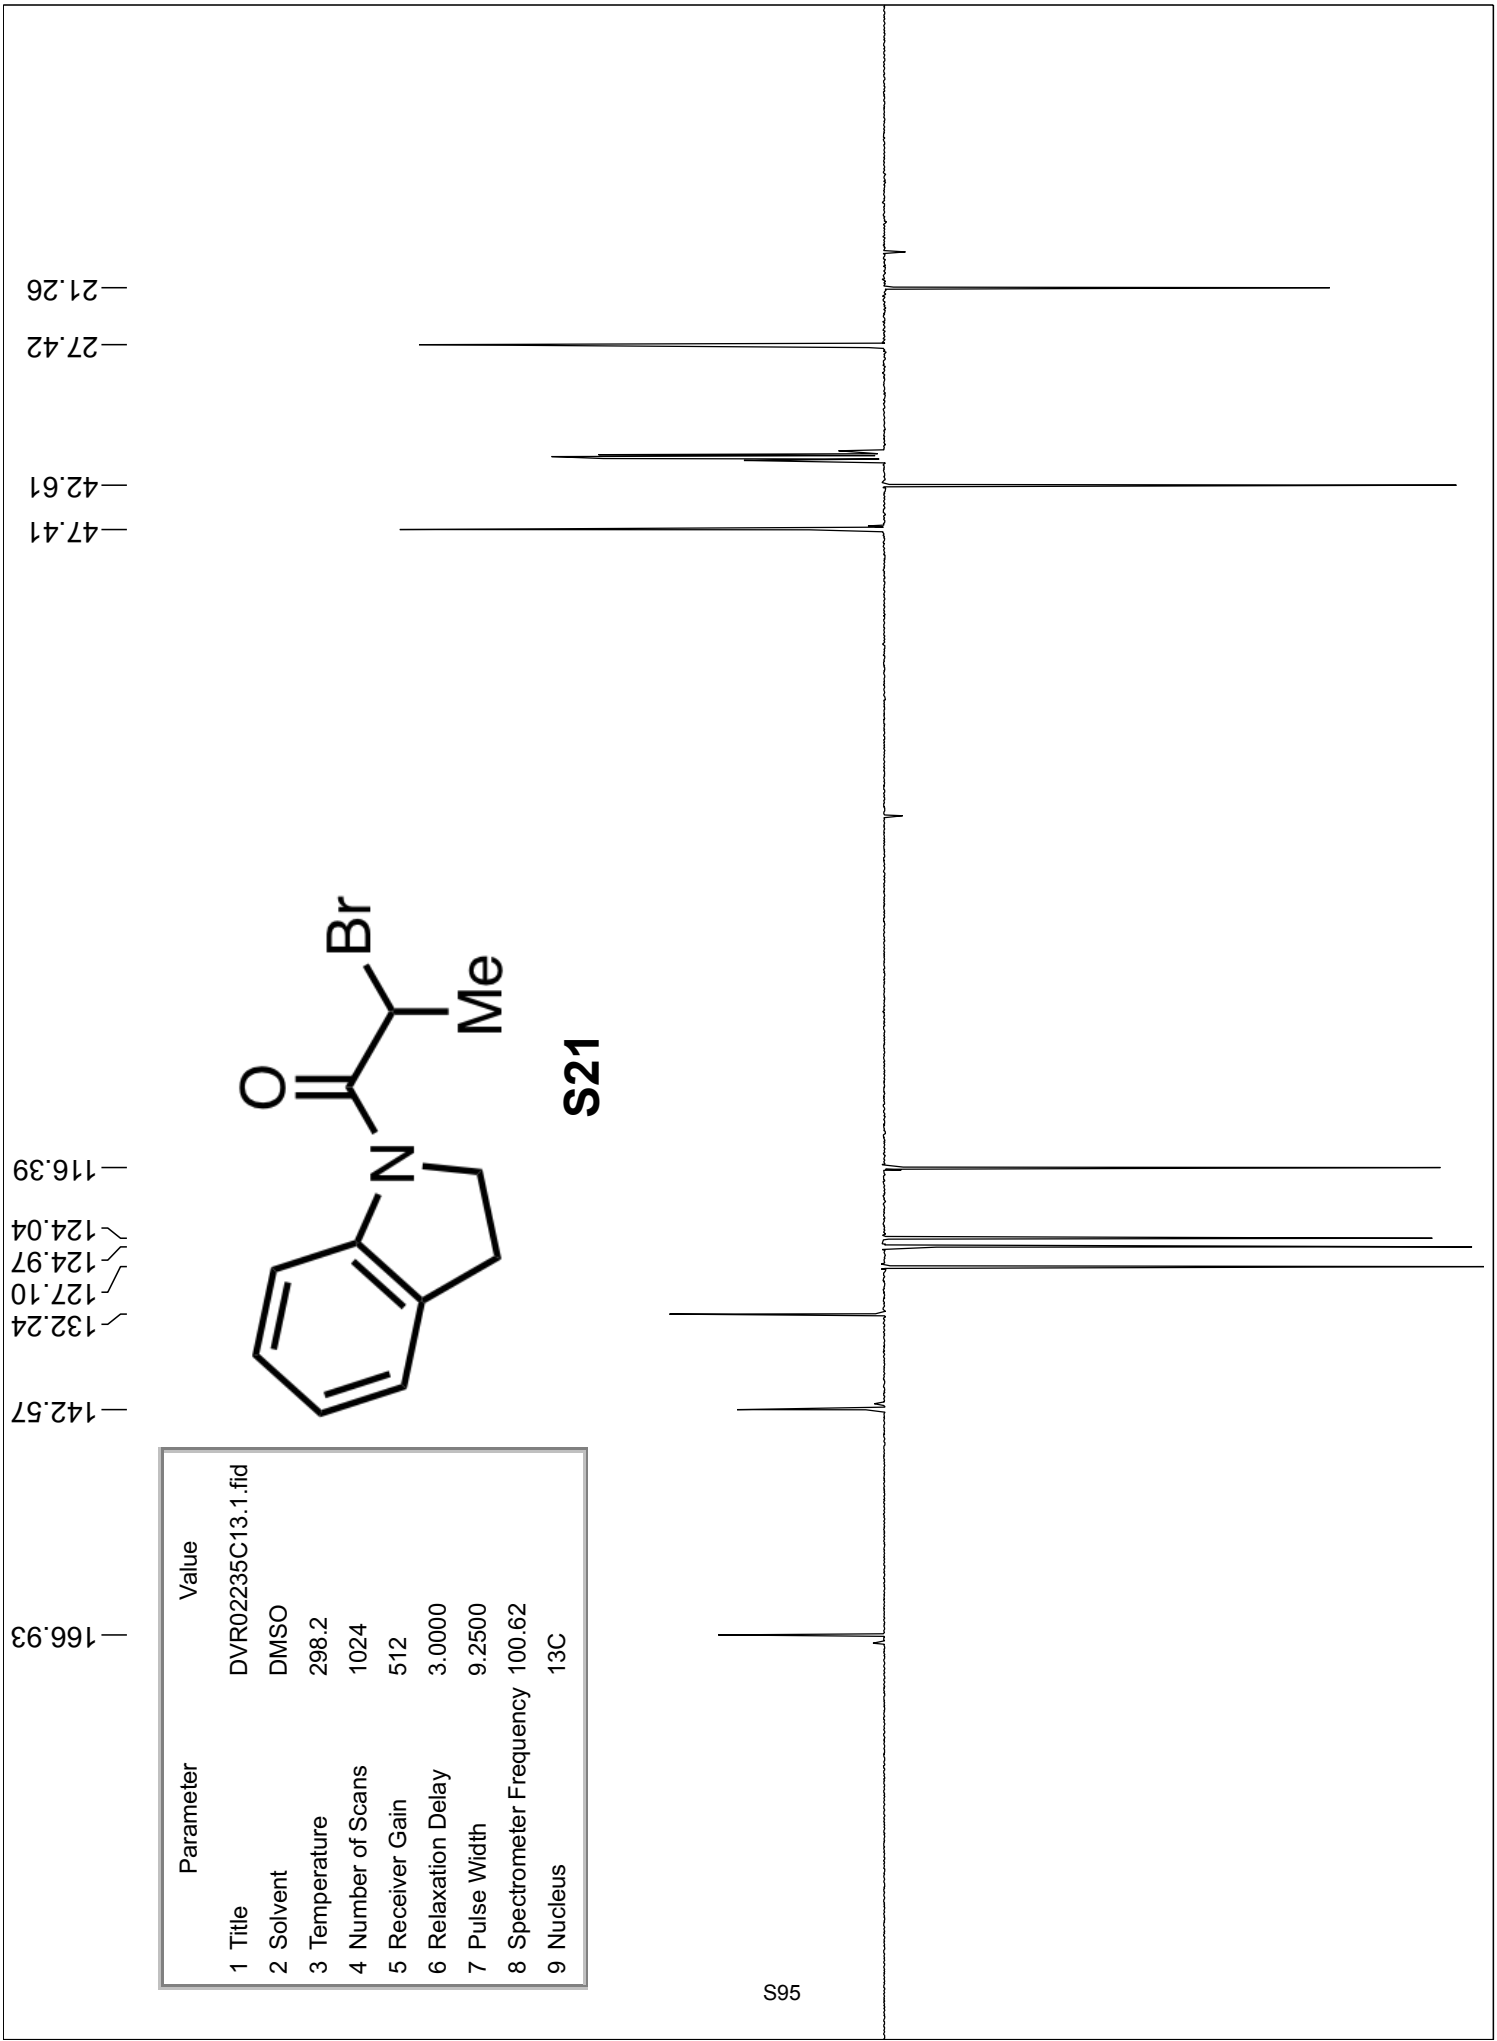 Parameter Value
1 Title DVR02235C13.1.fid
2 Solvent DMSO
3 Temperature 298.2
4 Number of Scans 1024
5 Receiver Gain 512
6 Relaxation Delay 3.0000
7 Pulse Width 9.2500
8 Spectrometer Frequency 100.62
9 Nucleus 13C
O
N
Br
Me
S21
166.93
142.57
132.24
127.10
124.97
124.04
116.39
47.41
42.61
27.42
21.26
S95